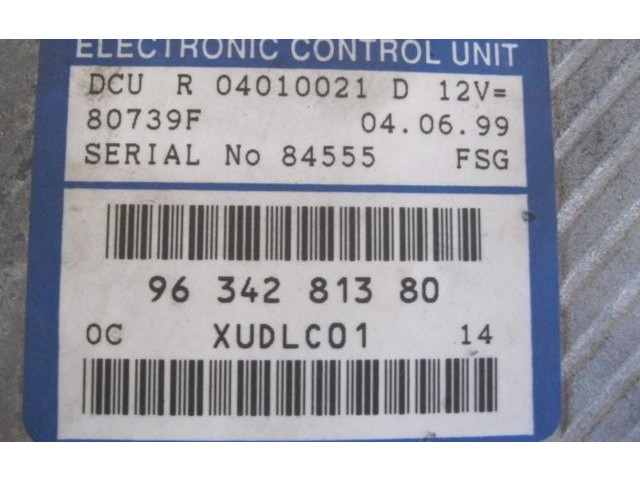 ELECTRONIC CONTROL UNIT
DCU R 04010021 D 12V=
80739F 04.06.99
SERIAL No 84555 FSG
96 342 813 80
OC XUDLC01 14